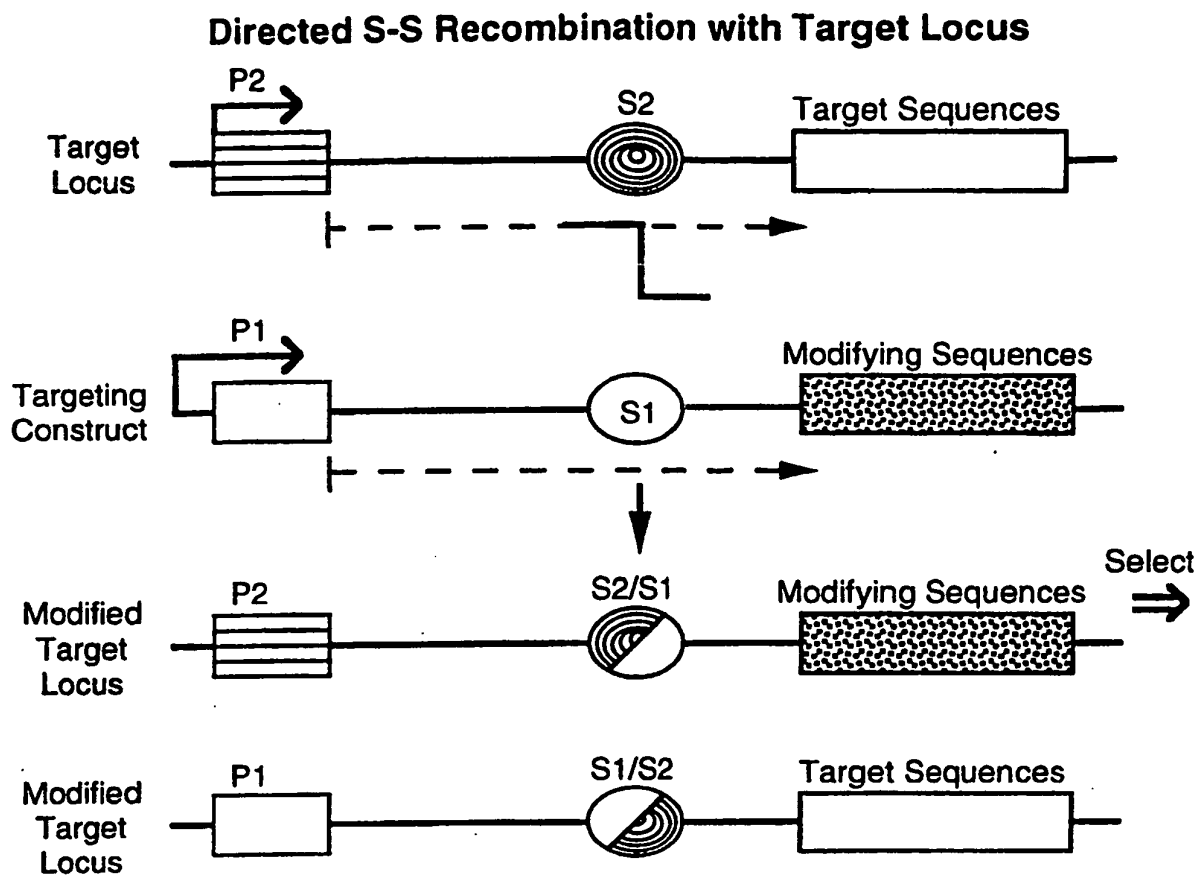 Directed S-S Recombination with Target Locus
P2
S2
Target Sequences
Target
Locus
P1
Modifying Sequences
Targeting
Construct
S1
Select
P2
S2/S1
Modifying Sequences
Modified
Target
Locus
P1
S1/S2
Target Sequences
Modified
Target
Locus